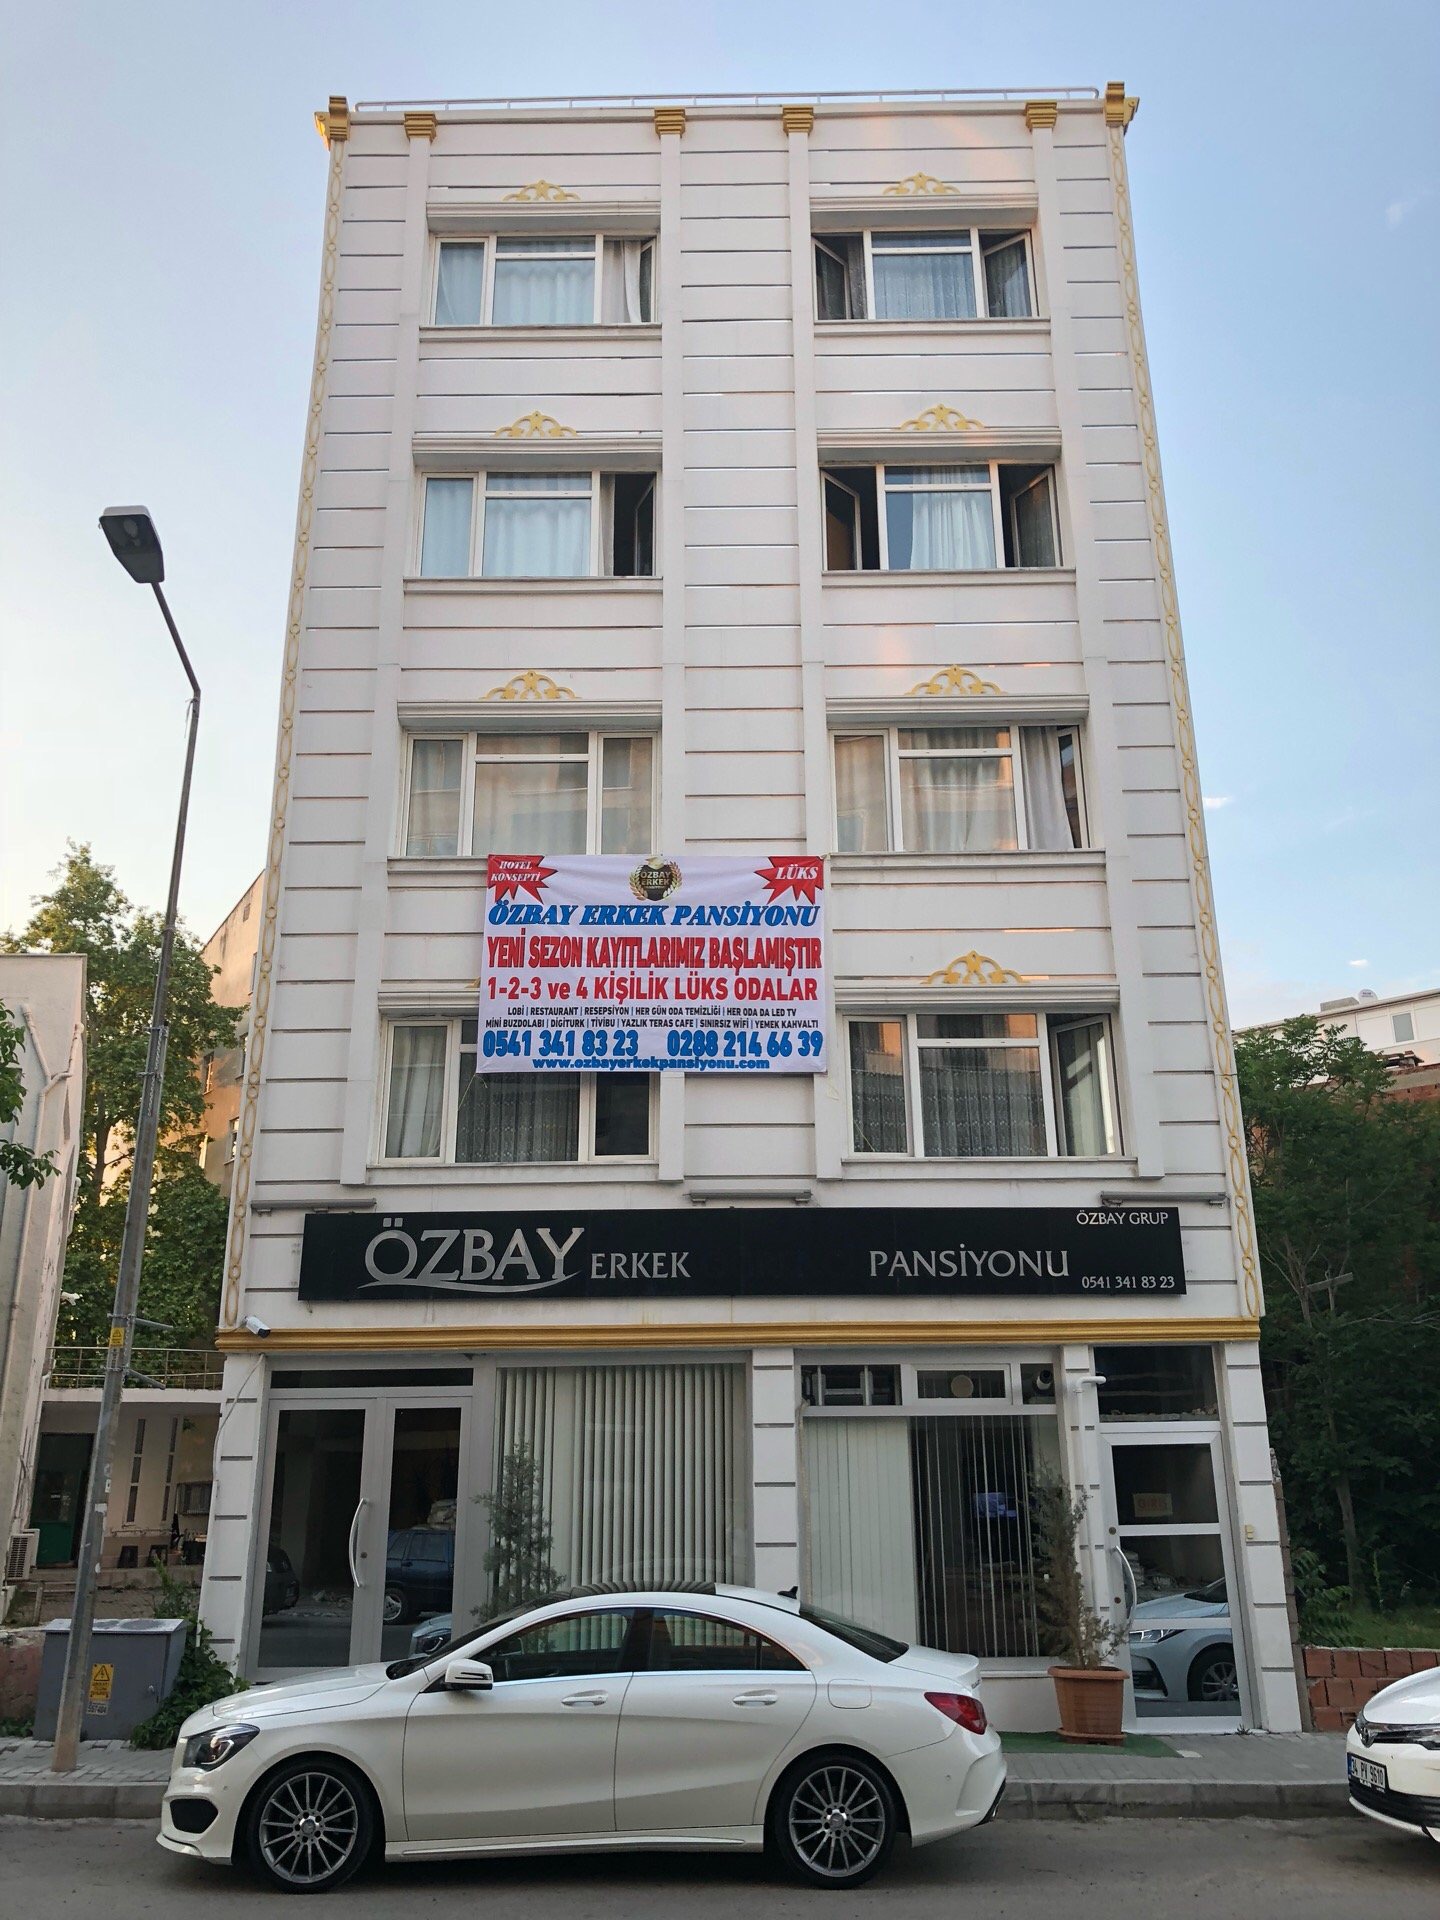 HOTEL
KONSEPTİ
ÖZBAY
ERKEK
LÜKS
ÖZBAY ERKEK PANSİYONU
YENİ SEZON KAYITLARIMIZ BAŞLAMIŞTIR
1-2-3 ve 4 KİŞİLİK LÜKS ODALAR
LOBİ | RESTAURANT | RESEPSİYON | HER GÜN ODA TEMİZLİĞİ | HER ODA DA LED TV
MİNİ BUZDOLABI | DİGİTURK | TİVİBU | YAZLIK TERAS CAFE | SINIRSIZ WİFİ | YEMEK KAHVALTI
0541 341 83 23 0288 214 66 39
www.ozbayerkekpansiyonu.com
ÖZBAY ERKEK PANSİYONU
ÖZBAY GRUP
0541 341 83 23